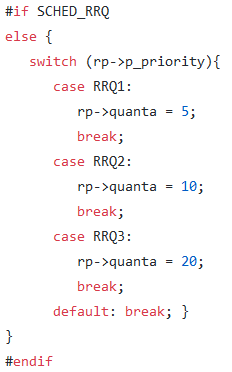 #if SCHED_RRQ
else {
   switch (rp->p_priority){
      case RRQ1:
         rp->quanta = 5;
         break;
      case RRQ2:
         rp->quanta = 10;
         break;
      case RRQ3:
         rp->quanta = 20;
         break;
      default: break; }
}
#endif